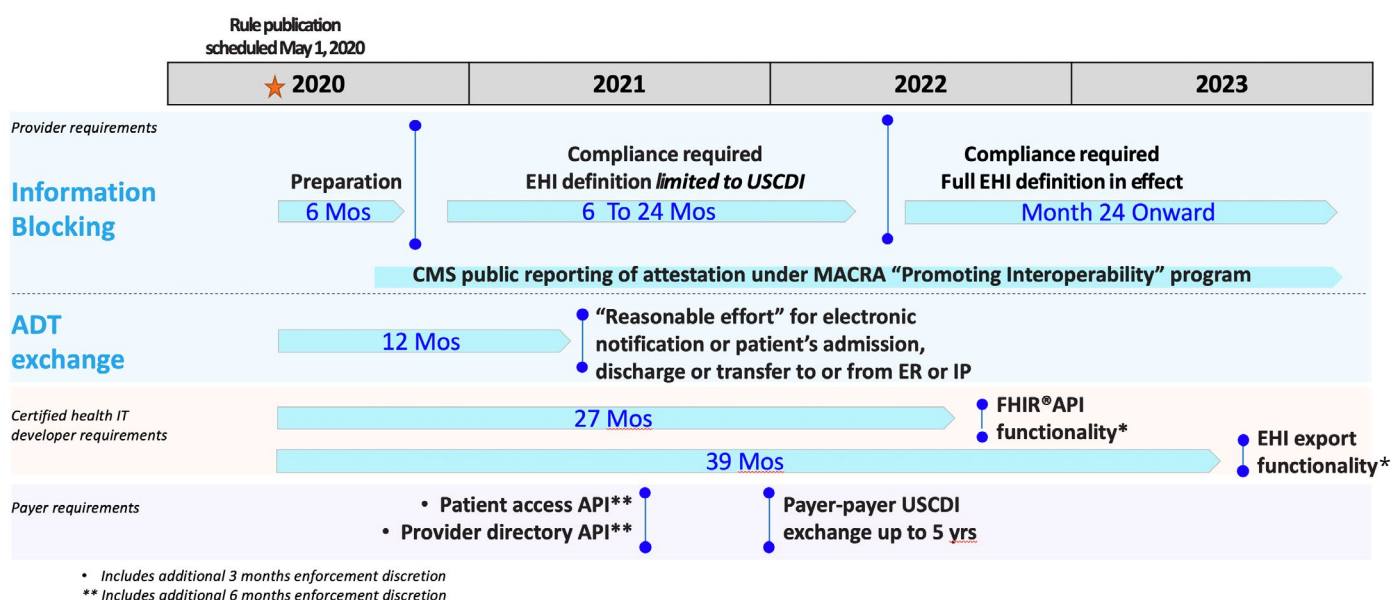 Rule publication
scheduled May 1, 2020
2020
2021
2022
2023
Provider requirements
Information
Blocking
Preparation
6 Mos
Compliance required
EHI definition limited to USCDI
6 To 24 Mos
Compliance required
Full EHI definition in effect
Month 24 Onward
CMS public reporting of attestation under MACRA “Promoting Interoperability” program
ADT
exchange
12 Mos
“Reasonable effort” for electronic
notification or patient’s admission,
discharge or transfer to or from ER or IP
Certified health IT
developer requirements
27 Mos
FHIR®API
functionality*
39 Mos
EHI export
functionality*
Payer requirements
• Patient access API**
• Provider directory API**
Payer-payer USCDI
exchange up to 5 yrs
• Includes additional 3 months enforcement discretion
** Includes additional 6 months enforcement discretion